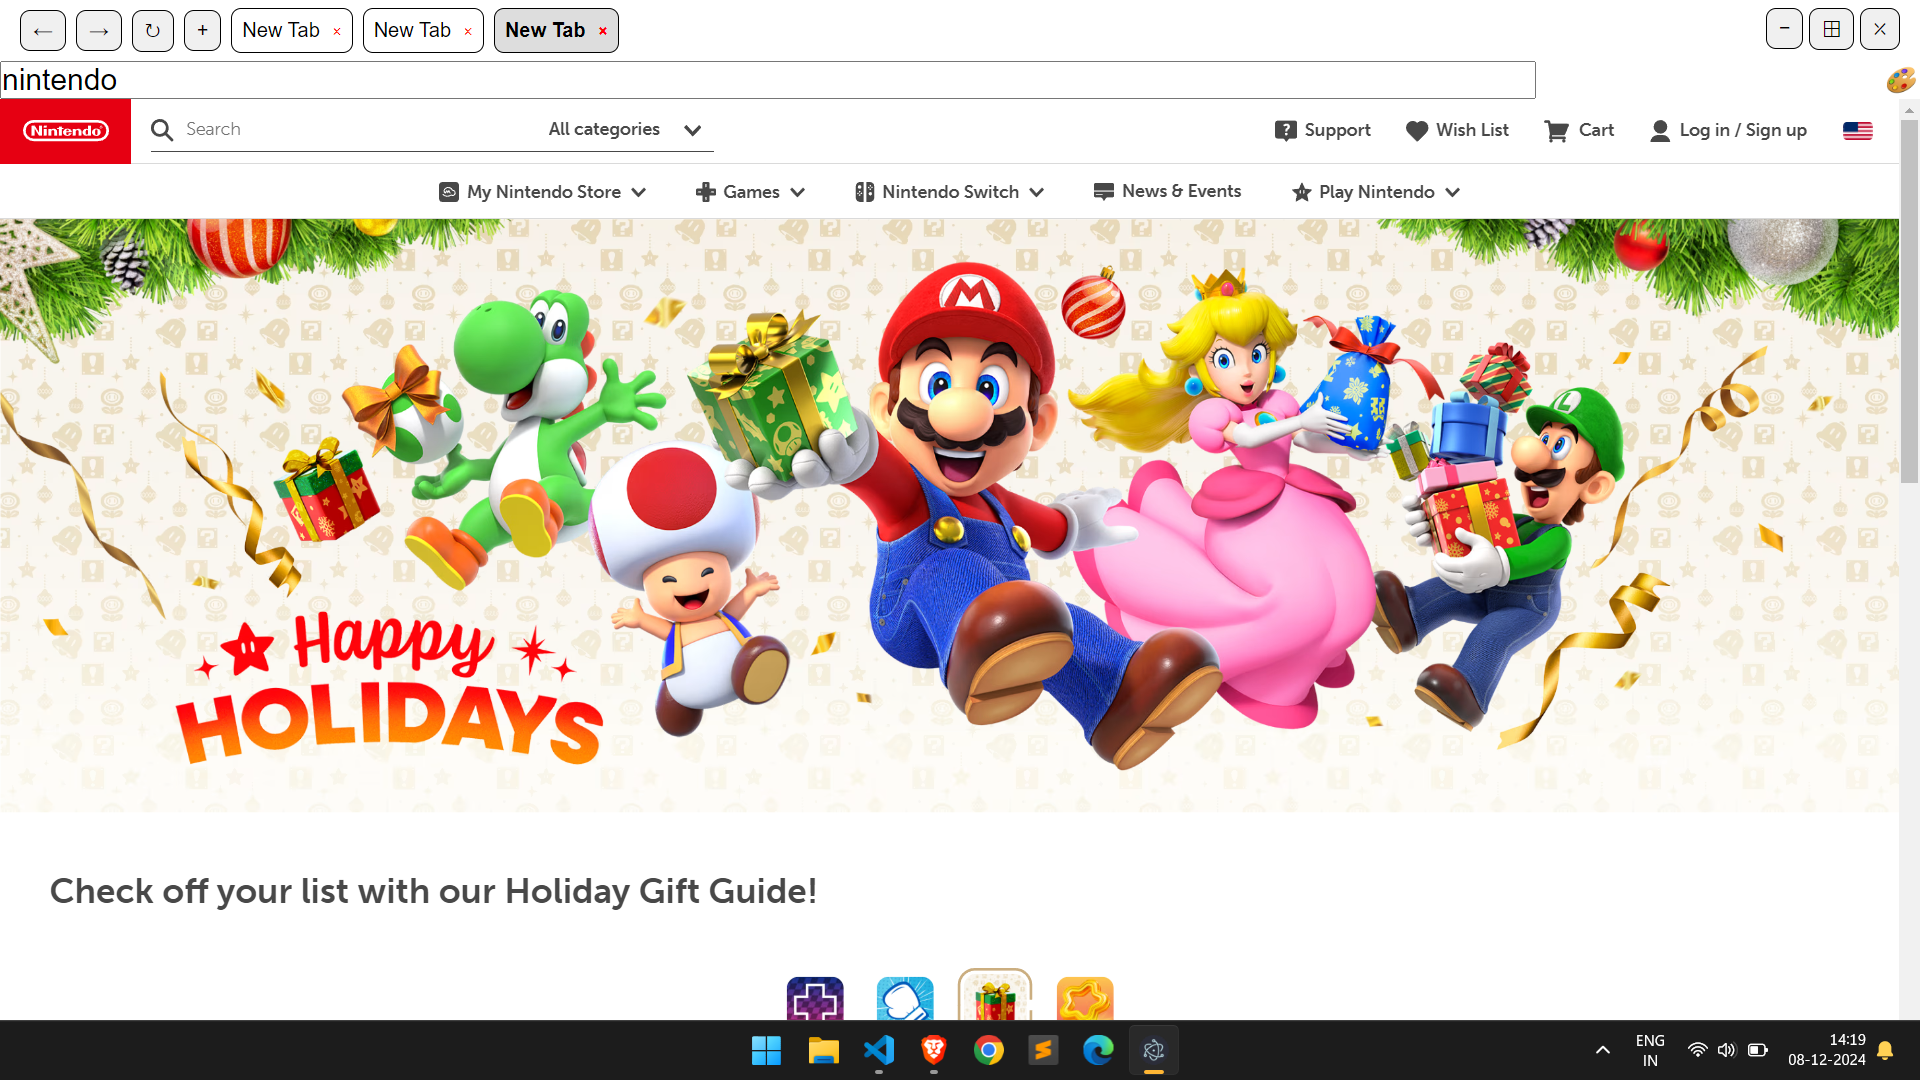 New Tab × New Tab × New Tab ×
nintendo
Nintendo Search All categories Support Wish List Cart Log in / Sign up
My Nintendo Store Games Nintendo Switch News & Events Play Nintendo
Happy
HOLIDAYS
Check off your list with our Holiday Gift Guide!
ENG 14:19
IN 08-12-2024